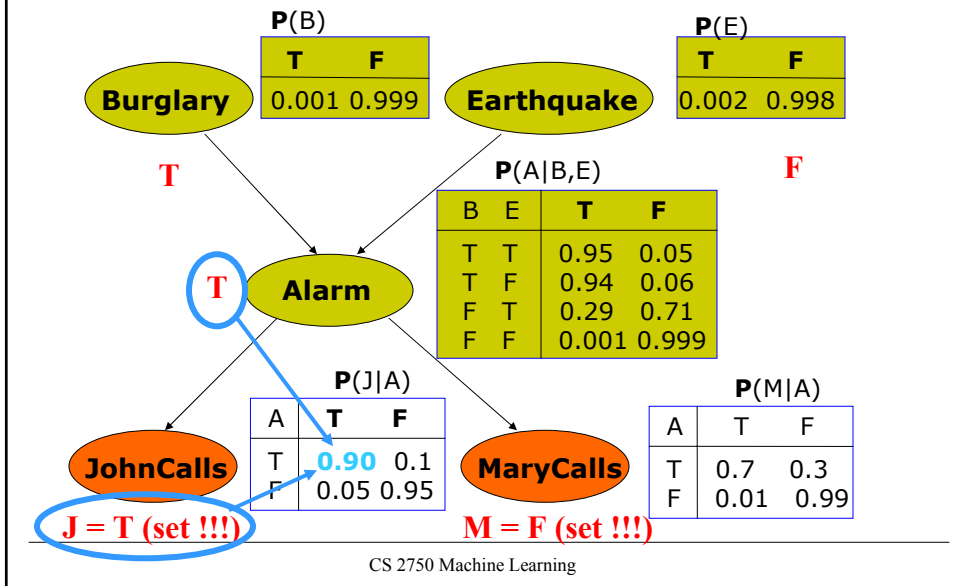 P(B)
T F
0.001 0.999
Burglary
T
P(E)
T F
0.002 0.998
Earthquake
F
P(A|B,E)
B E T F
T T 0.95 0.05
T F 0.94 0.06
F T 0.29 0.71
F F 0.001 0.999
T
Alarm
P(J|A)
A T F
T 0.90 0.1
F 0.05 0.95
JohnCalls
J = T (set !!!)
P(M|A)
A T F
T 0.7 0.3
F 0.01 0.99
MaryCalls
M = F (set !!!)
CS 2750 Machine Learning